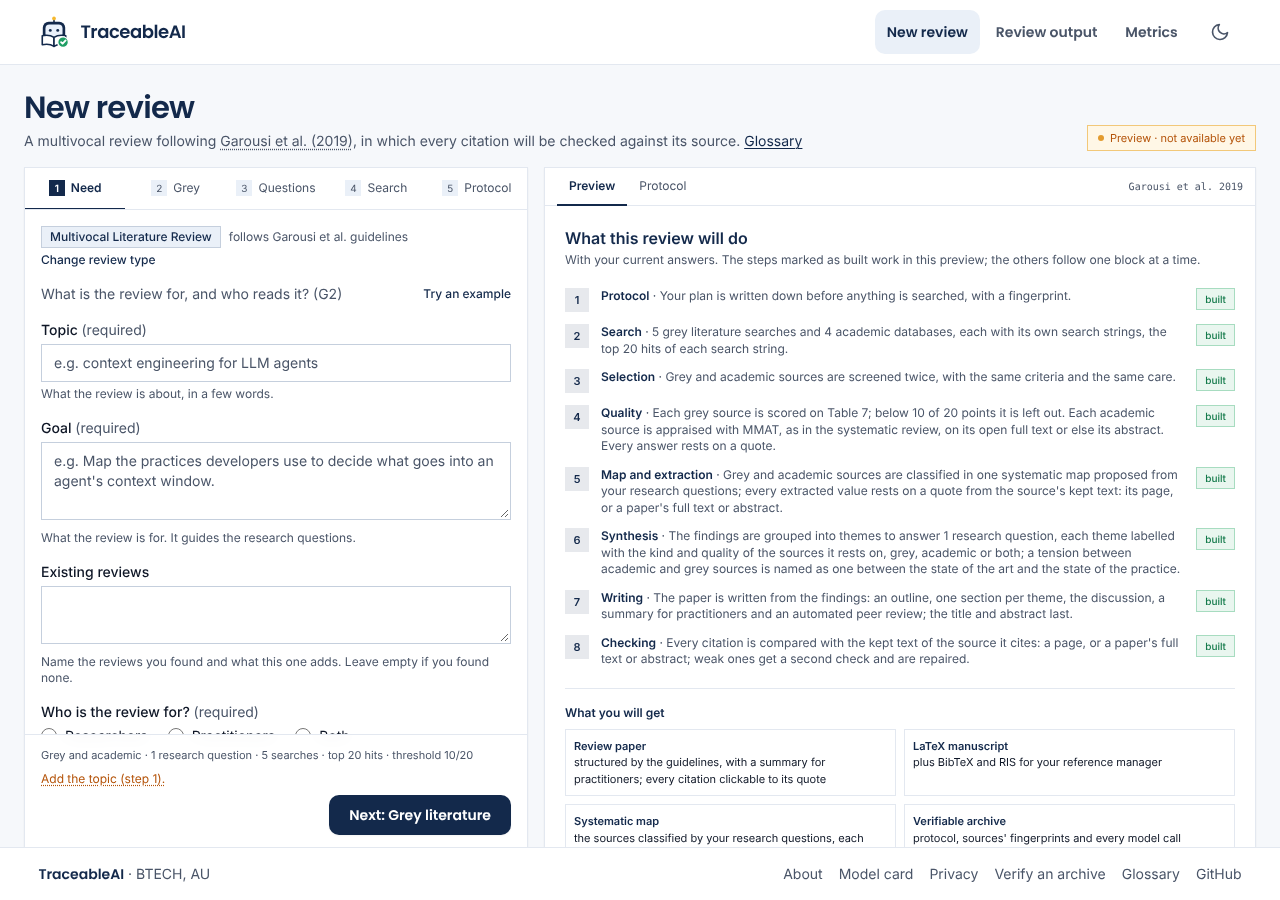 TraceableAI
New review
Review output
Metrics
New review
A multivocal review following Garousi et al. (2019), in which every citation will be checked against its source. Glossary
Preview · not available yet
1 Need
2 Grey
3 Questions
4 Search
5 Protocol
Multivocal Literature Review follows Garousi et al. guidelines
Change review type
What is the review for, and who reads it? (G2)
Try an example
Topic (required)
e.g. context engineering for LLM agents
What the review is about, in a few words.
Goal (required)
e.g. Map the practices developers use to decide what goes into an
agent's context window.
What the review is for. It guides the research questions.
Existing reviews
Name the reviews you found and what this one adds. Leave empty if you found
none.
Who is the review for? (required)
Researchers
Practitioners
Both
Grey and academic · 1 research question · 5 searches · top 20 hits · threshold 10/20
Add the topic (step 1).
Next: Grey literature
Preview
Protocol
Garousi et al. 2019
What this review will do
With your current answers. The steps marked as built work in this preview; the others follow one block at a time.
1
Protocol · Your plan is written down before anything is searched, with a fingerprint.
built
2
Search · 5 grey literature searches and 4 academic databases, each with its own search strings, the
top 20 hits of each search string.
built
3
Selection · Grey and academic sources are screened twice, with the same criteria and the same care.
built
4
Quality · Each grey source is scored on Table 7; below 10 of 20 points it is left out. Each academic
source is appraised with MMAT, as in the systematic review, on its open full text or else its abstract.
Every answer rests on a quote.
built
5
Map and extraction · Grey and academic sources are classified in one systematic map proposed from
your research questions; every extracted value rests on a quote from the source's kept text: its page,
or a paper's full text or abstract.
built
6
Synthesis · The findings are grouped into themes to answer 1 research question, each theme labelled
with the kind and quality of the sources it rests on, grey, academic or both; a tension between
academic and grey sources is named as one between the state of the art and the state of the practice.
built
7
Writing · The paper is written from the findings: an outline, one section per theme, the discussion, a
summary for practitioners and an automated peer review; the title and abstract last.
built
8
Checking · Every citation is compared with the kept text of the source it cites: a page, or a paper's full
text or abstract; weak ones get a second check and are repaired.
built
What you will get
Review paper
structured by the guidelines, with a summary for
practitioners; every citation clickable to its quote
LaTeX manuscript
plus BibTeX and RIS for your reference manager
Systematic map
the sources classified by your research questions, each
Verifiable archive
protocol, sources' fingerprints and every model call
TraceableAI · BTECH, AU
About
Model card
Privacy
Verify an archive
Glossary
GitHub